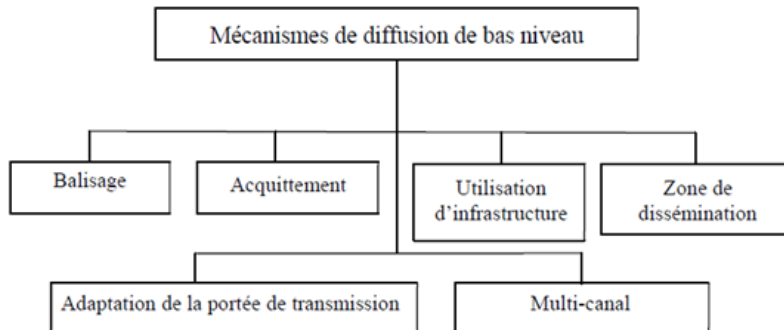 Mécanismes de diffusion de bas niveau
Balisage
Acquittement
Utilisation
d'infrastructure
Zone de
dissémination
Adaptation de la portée de transmission
Multi-canal